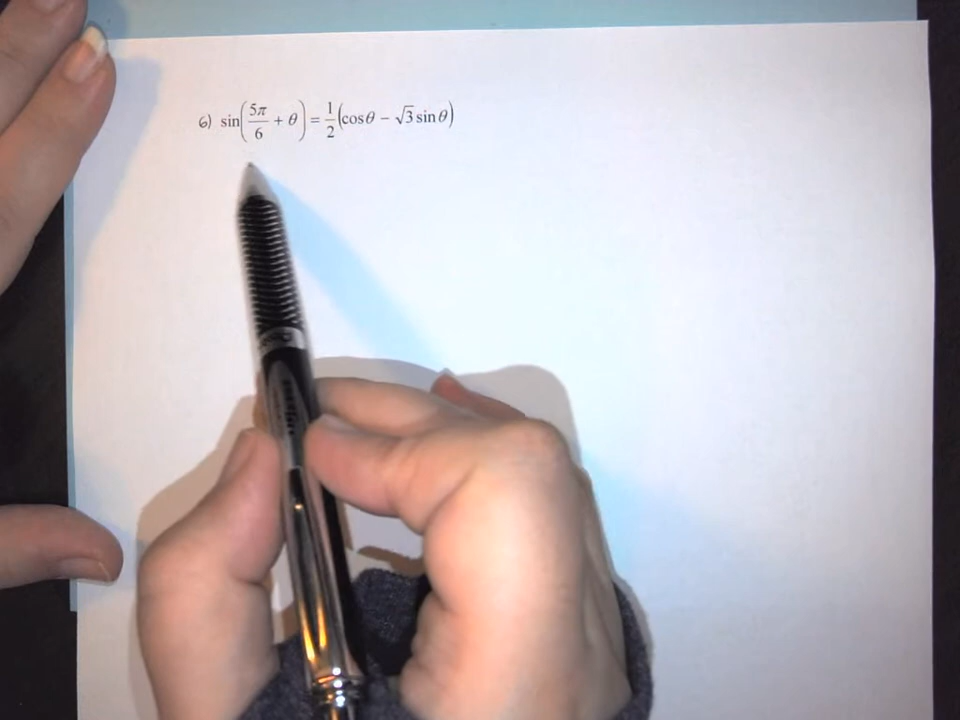 6) sin(5π/6 + θ) = 1/2(cosθ − √3 sinθ)